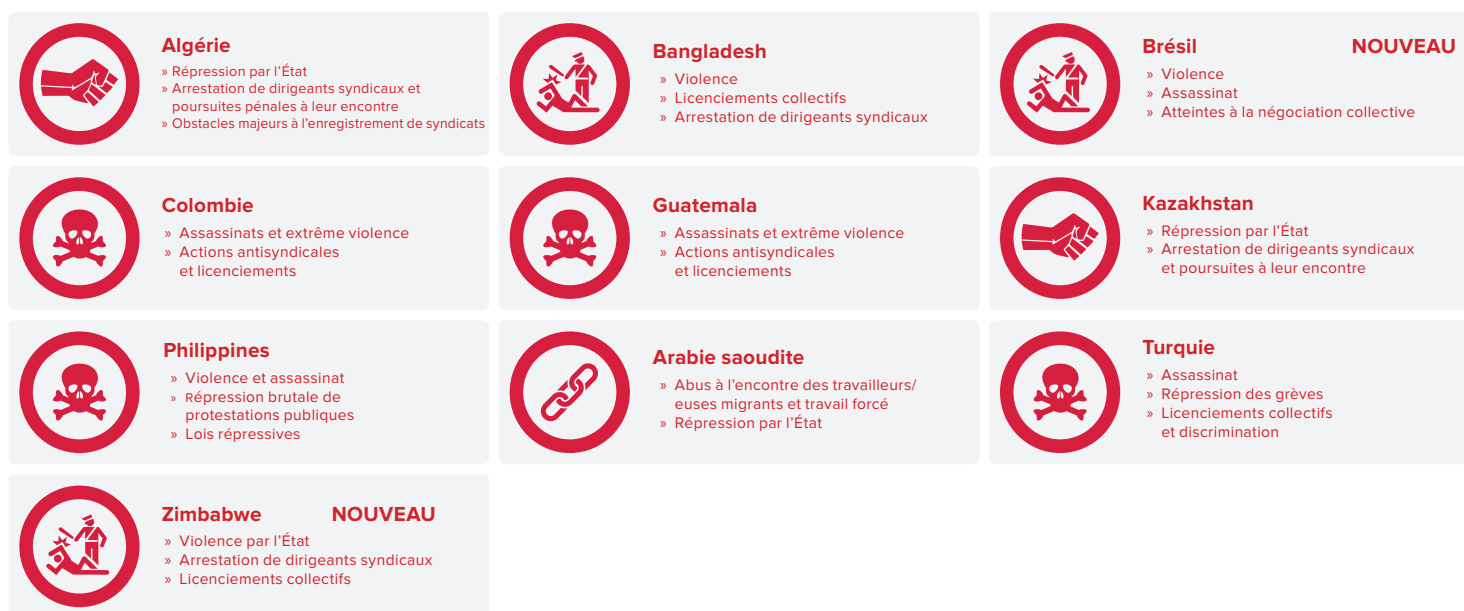 Algérie
» Répression par l'État
» Arrestation de dirigeants syndicaux et
poursuites pénales à leur encontre
» Obstacles majeurs à l'enregistrement de syndicats
Bangladesh
» Violence
» Licenciements collectifs
» Arrestation de dirigeants syndicaux
Brésil NOUVEAU
» Violence
» Assassinat
» Atteintes à la négociation collective
Colombie
» Assassinats et extrême violence
» Actions antisyndicales
et licenciements
Guatemala
» Assassinats et extrême violence
» Actions antisyndicales
et licenciements
Kazakhstan
» Répression par l'État
» Arrestation de dirigeants syndicaux
et poursuites à leur encontre
Philippines
» Violence et assassinat
» Répression brutale de
protestations publiques
» Lois répressives
Arabie saoudite
» Abus à l'encontre des travailleurs/
euses migrants et travail forcé
» Répression par l'État
Turquie
» Assassinat
» Répression des grèves
» Licenciements collectifs
et discrimination
Zimbabwe NOUVEAU
» Violence par l'État
» Arrestation de dirigeants syndicaux
» Licenciements collectifs